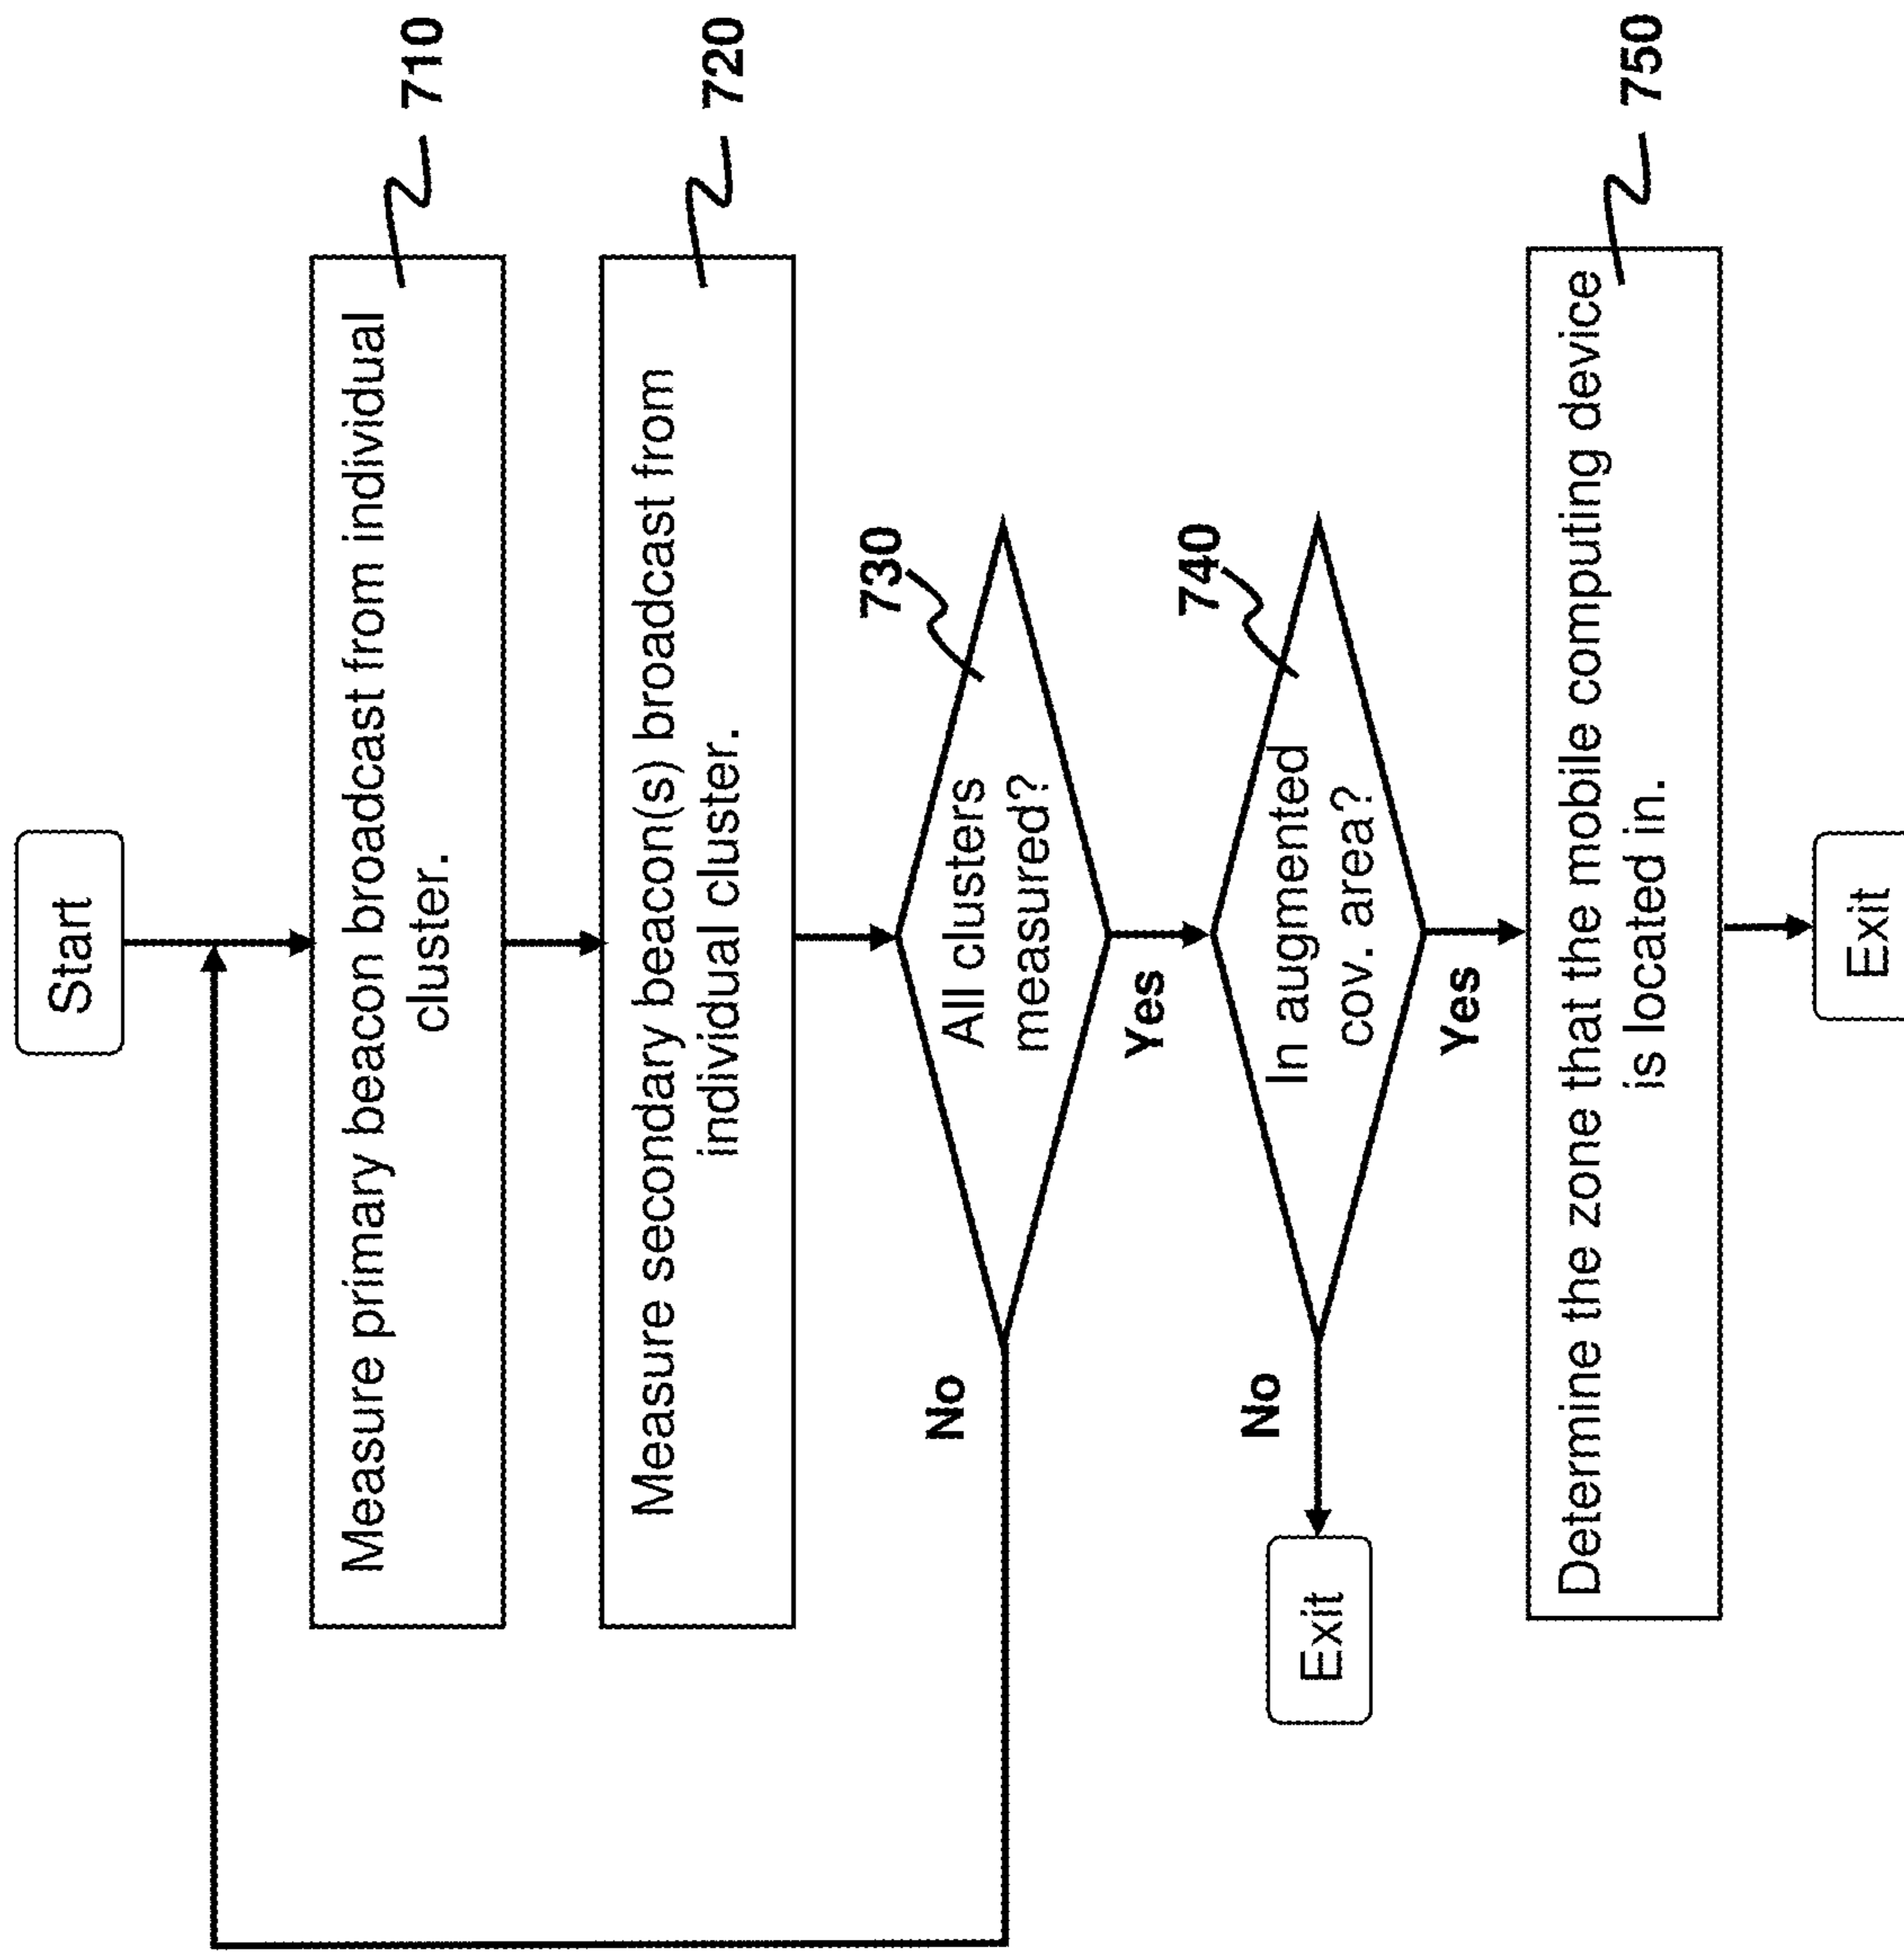 Start
Measure primary beacon broadcast from individual
cluster.
710
Measure secondary beacon(s) broadcast from
individual cluster.
720
730
All clusters
measured?
No
Yes
740
In augmented
cov. area?
No
Exit
Yes
Determine the zone that the mobile computing device
is located in.
750
Exit